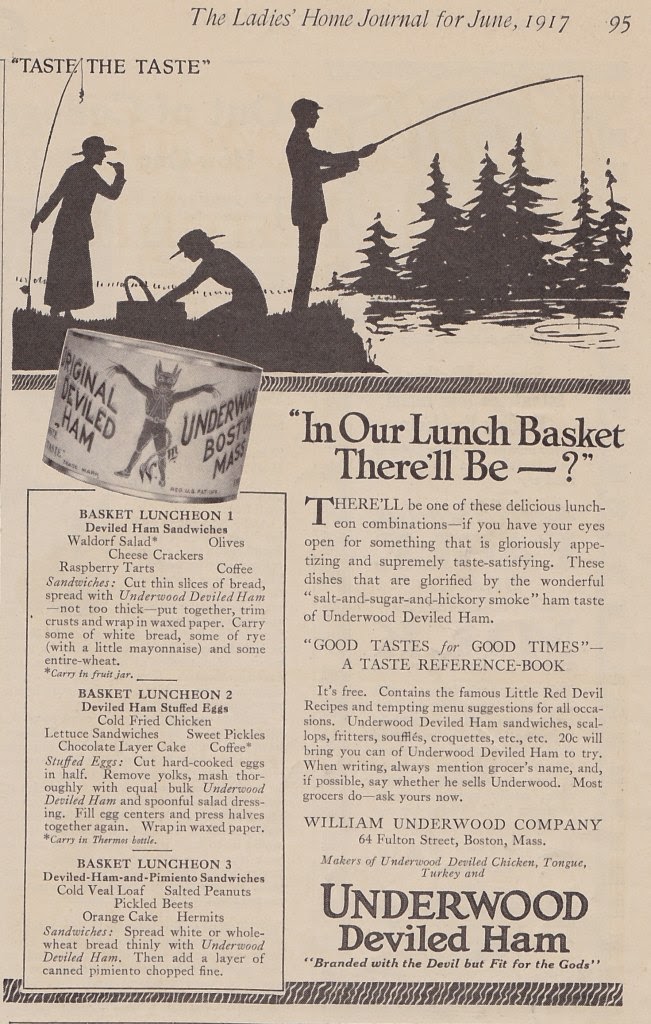 The Ladies' Home Journal for June, 1917 95
"TASTE THE TASTE"
ORIGINAL
DEVILED
HAM
TRADE MARK
UNDERWOOD
BOSTON
MASS
REG. U.S. PAT. OFF.
"In Our Lunch Basket
There'll Be — ?"
THERE'LL be one of these delicious lunch-
eon combinations—if you have your eyes
open for something that is gloriously appe-
tizing and supremely taste-satisfying. These
dishes that are glorified by the wonderful
"salt-and-sugar-and-hickory smoke" ham taste
of Underwood Deviled Ham.
"GOOD TASTES for GOOD TIMES"—
A TASTE REFERENCE-BOOK
It's free. Contains the famous Little Red Devil
Recipes and tempting menu suggestions for all occa-
sions. Underwood Deviled Ham sandwiches, scal-
lops, fritters, soufflés, croquettes, etc., etc. 20c will
bring you can of Underwood Deviled Ham to try.
When writing, always mention grocer's name, and,
if possible, say whether he sells Underwood. Most
grocers do—ask yours now.
WILLIAM UNDERWOOD COMPANY
64 Fulton Street, Boston, Mass.
Makers of Underwood Deviled Chicken, Tongue,
Turkey and
UNDERWOOD
Deviled Ham
"Branded with the Devil but Fit for the Gods"
BASKET LUNCHEON 1
Deviled Ham Sandwiches
Waldorf Salad* Olives
Cheese Crackers
Raspberry Tarts Coffee
Sandwiches: Cut thin slices of bread,
spread with Underwood Deviled Ham
—not too thick—put together, trim
crusts and wrap in waxed paper. Carry
some of white bread, some of rye
(with a little mayonnaise) and some
entire-wheat.
*Carry in fruit jar.
BASKET LUNCHEON 2
Deviled Ham Stuffed Eggs
Cold Fried Chicken
Lettuce Sandwiches Sweet Pickles
Chocolate Layer Cake Coffee*
Stuffed Eggs: Cut hard-cooked eggs
in half. Remove yolks, mash thor-
oughly with equal bulk Underwood
Deviled Ham and spoonful salad dress-
ing. Fill egg centers and press halves
together again. Wrap in waxed paper.
*Carry in Thermos bottle.
BASKET LUNCHEON 3
Deviled-Ham-and-Pimiento Sandwiches
Cold Veal Loaf Salted Peanuts
Pickled Beets
Orange Cake Hermits
Sandwiches: Spread white or whole-
wheat bread thinly with Underwood
Deviled Ham. Then add a layer of
canned pimiento chopped fine.